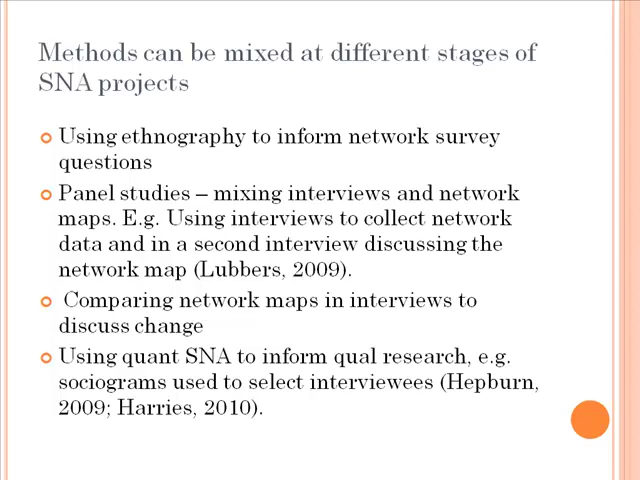 Methods can be mixed at different stages of
SNA projects
Using ethnography to inform network survey
questions
Panel studies – mixing interviews and network
maps. E.g. Using interviews to collect network
data and in a second interview discussing the
network map (Lubbers, 2009).
Comparing network maps in interviews to
discuss change
Using quant SNA to inform qual research, e.g.
sociograms used to select interviewees (Hepburn,
2009; Harries, 2010).